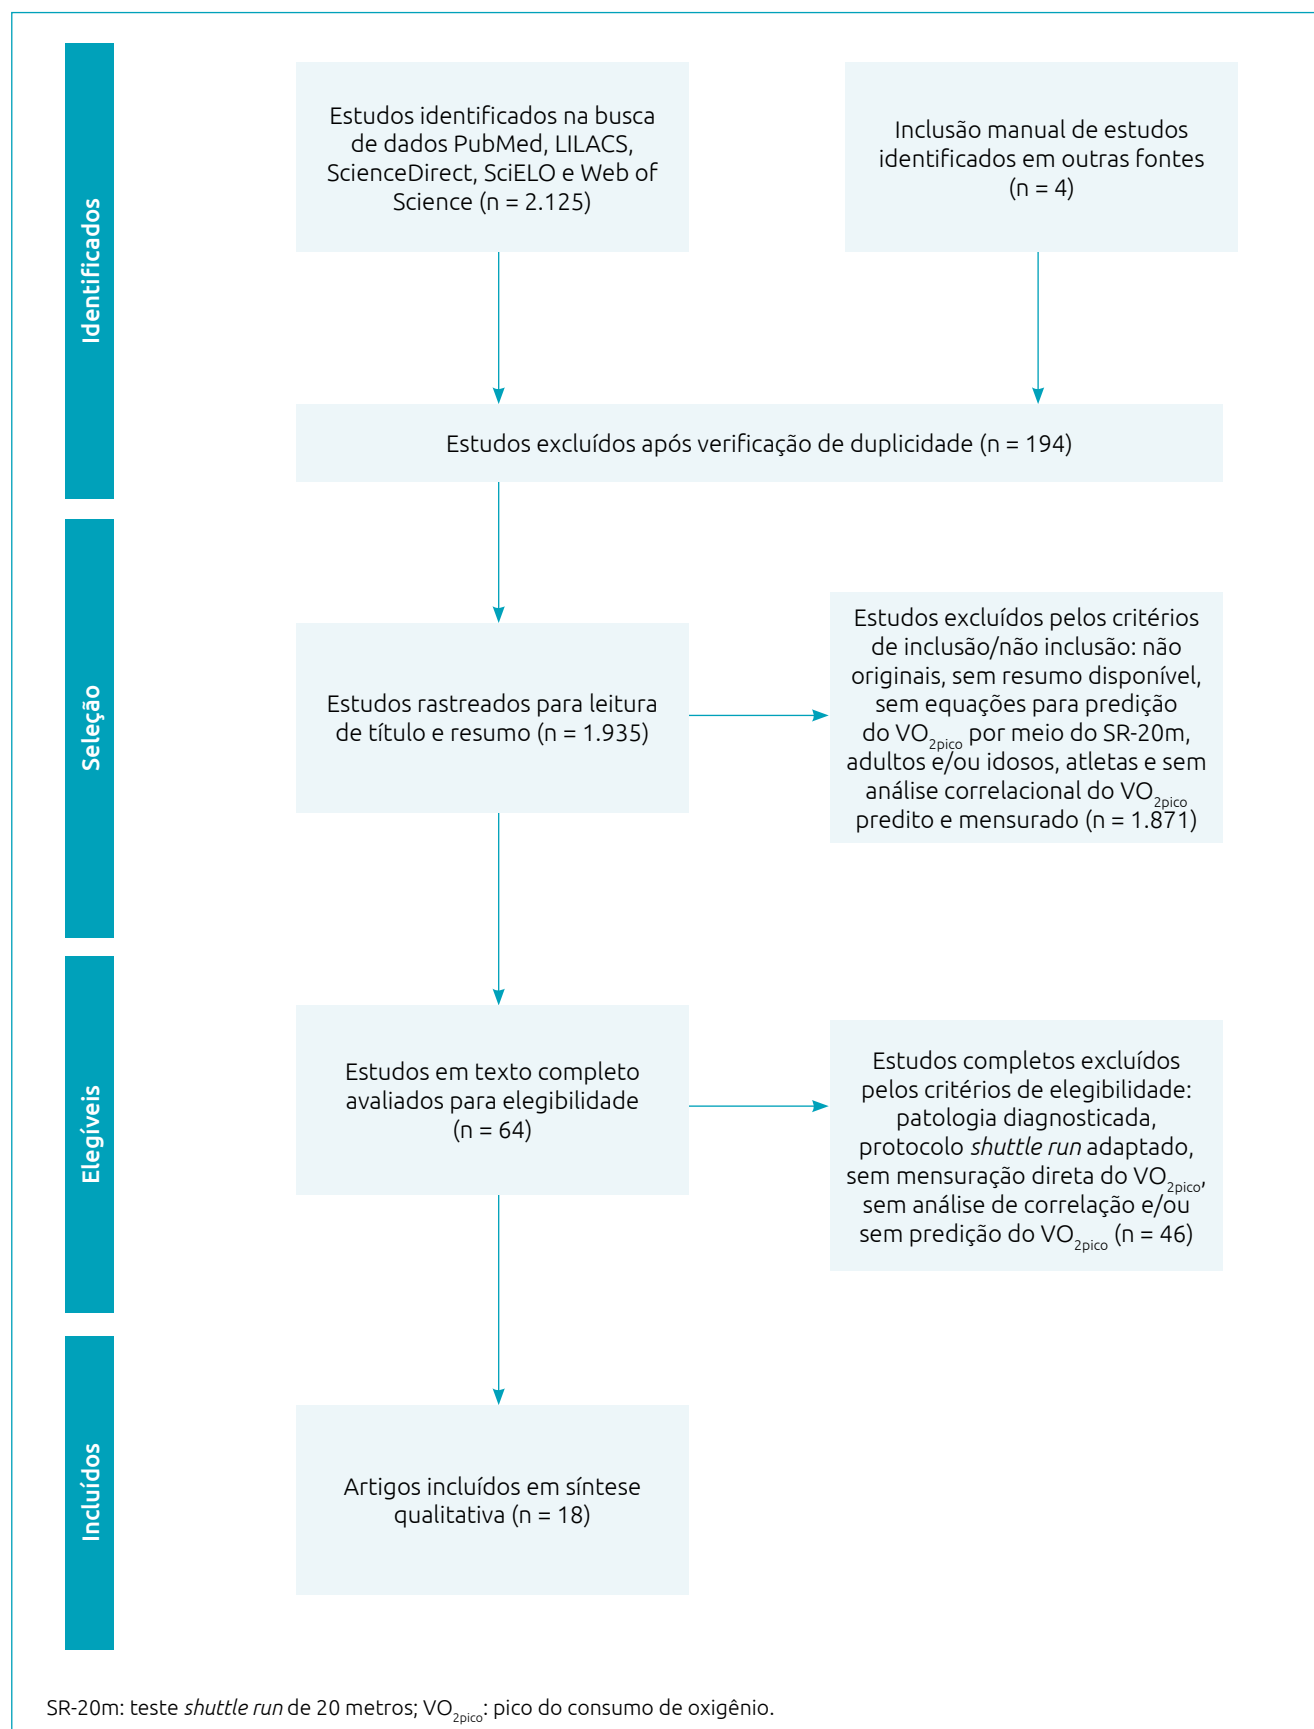 Identificados
Estudos identificados na busca
de dados PubMed, LILACS,
ScienceDirect, SciELO e Web of
Science (n = 2.125)
Inclusão manual de estudos
identificados em outras fontes
(n = 4)
Estudos excluídos após verificação de duplicidade (n = 194)
Seleção
Estudos rastreados para leitura
de título e resumo (n = 1.935)
Estudos excluídos pelos critérios
de inclusão/não inclusão: não
originais, sem resumo disponível,
sem equações para predição
do VO2pico por meio do SR-20m,
adultos e/ou idosos, atletas e sem
análise correlacional do VO2pico
predito e mensurado (n = 1.871)
Elegíveis
Estudos em texto completo
avaliados para elegibilidade
(n = 64)
Estudos completos excluídos
pelos critérios de elegibilidade:
patologia diagnosticada,
protocolo shuttle run adaptado,
sem mensuração direta do VO2pico,
sem análise de correlação e/ou
sem predição do VO2pico (n = 46)
Incluídos
Artigos incluídos em síntese
qualitativa (n = 18)
SR-20m: teste shuttle run de 20 metros; VO2pico: pico do consumo de oxigênio.